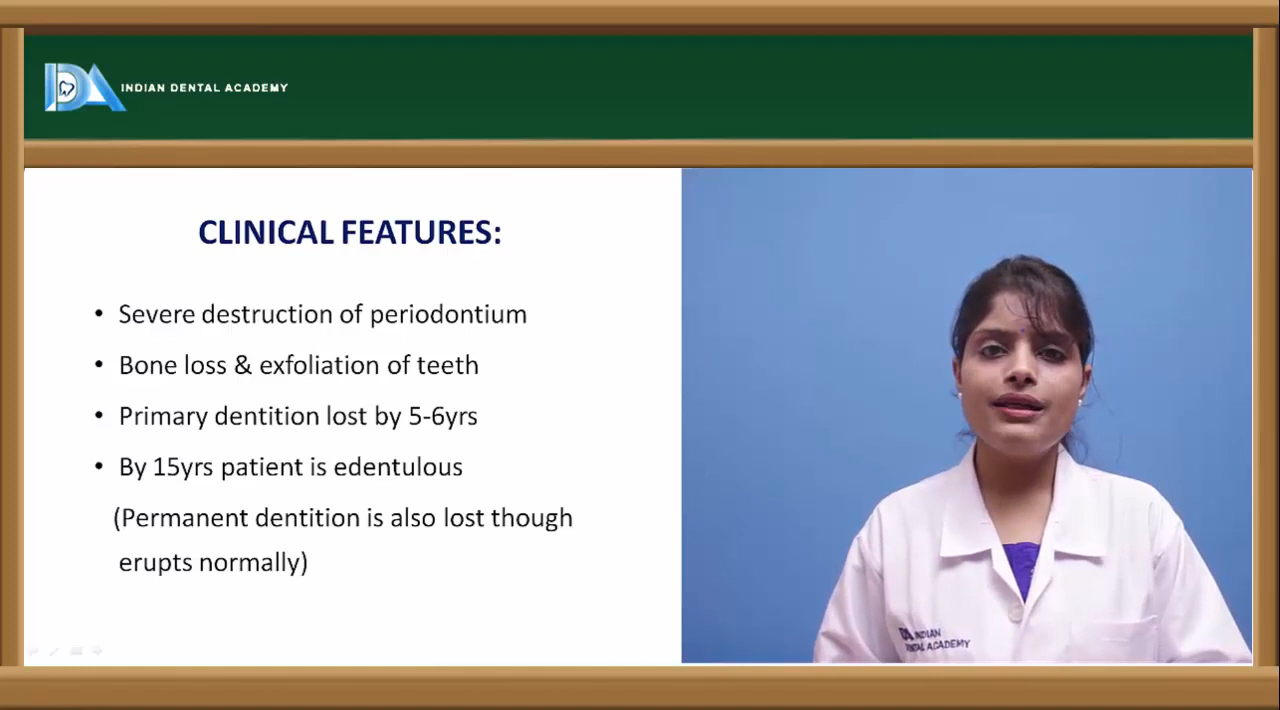 INDIAN DENTAL ACADEMY
CLINICAL FEATURES:
• Severe destruction of periodontium
• Bone loss & exfoliation of teeth
• Primary dentition lost by 5-6yrs
• By 15yrs patient is edentulous
(Permanent dentition is also lost though
erupts normally)
INDIAN
DENTAL ACADEMY